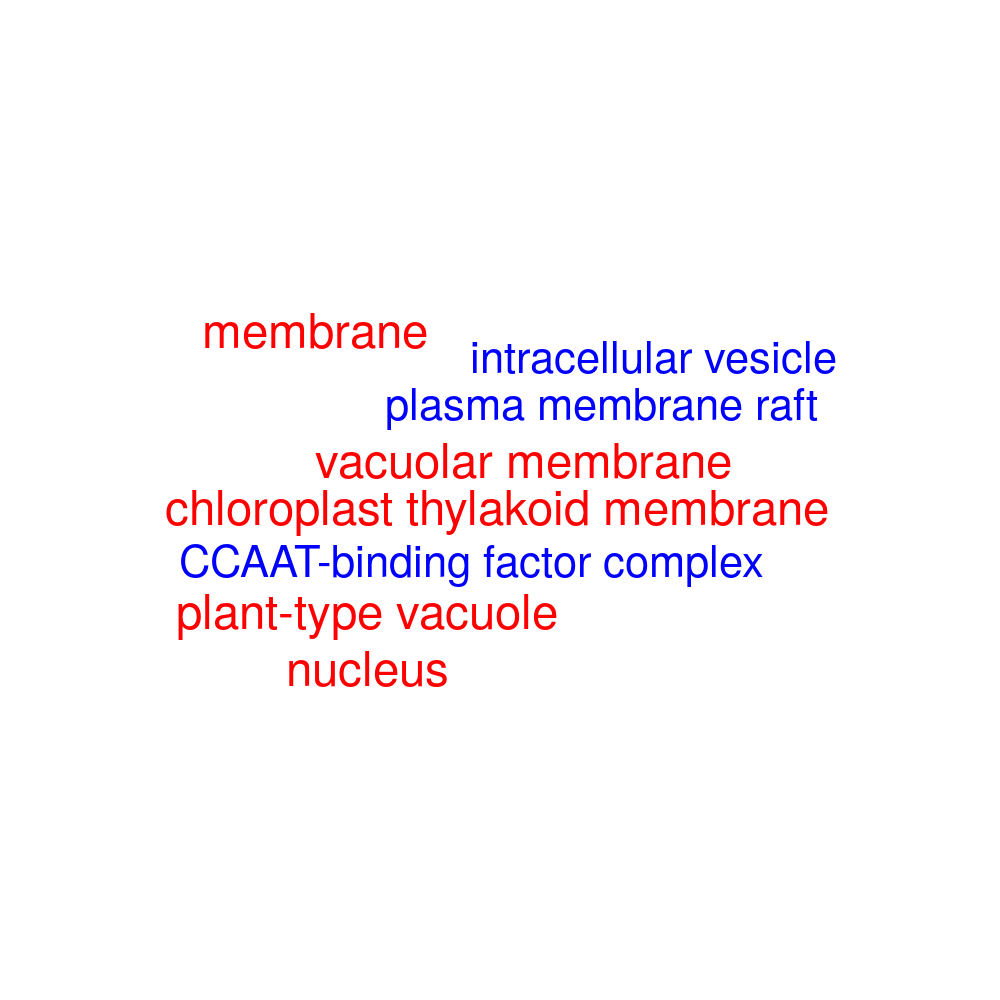 membrane
intracellular vesicle
plasma membrane raft
vacuolar membrane
chloroplast thylakoid membrane
CCAAT-binding factor complex
plant-type vacuole
nucleus